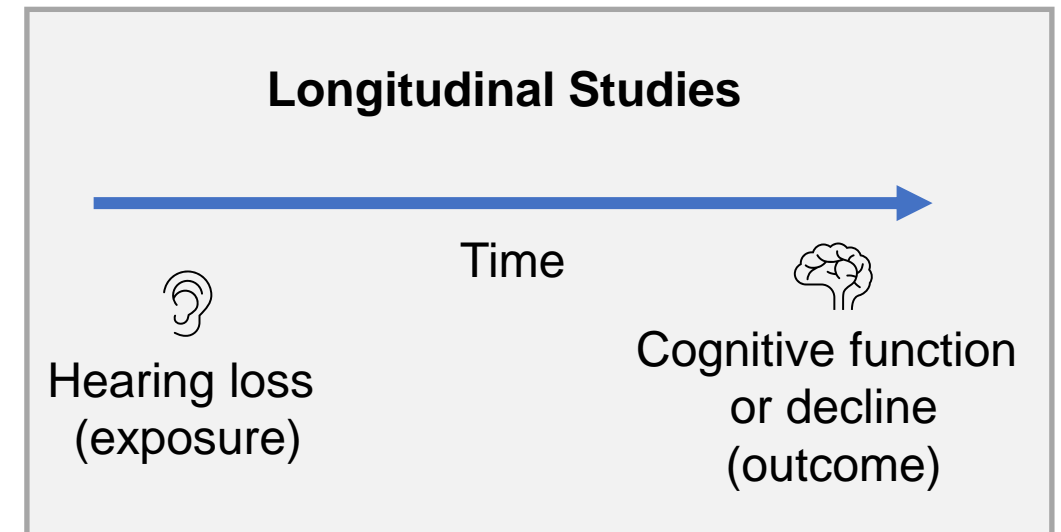 Longitudinal Studies
Time
Hearing loss
(exposure)
Cognitive function
or decline
(outcome)